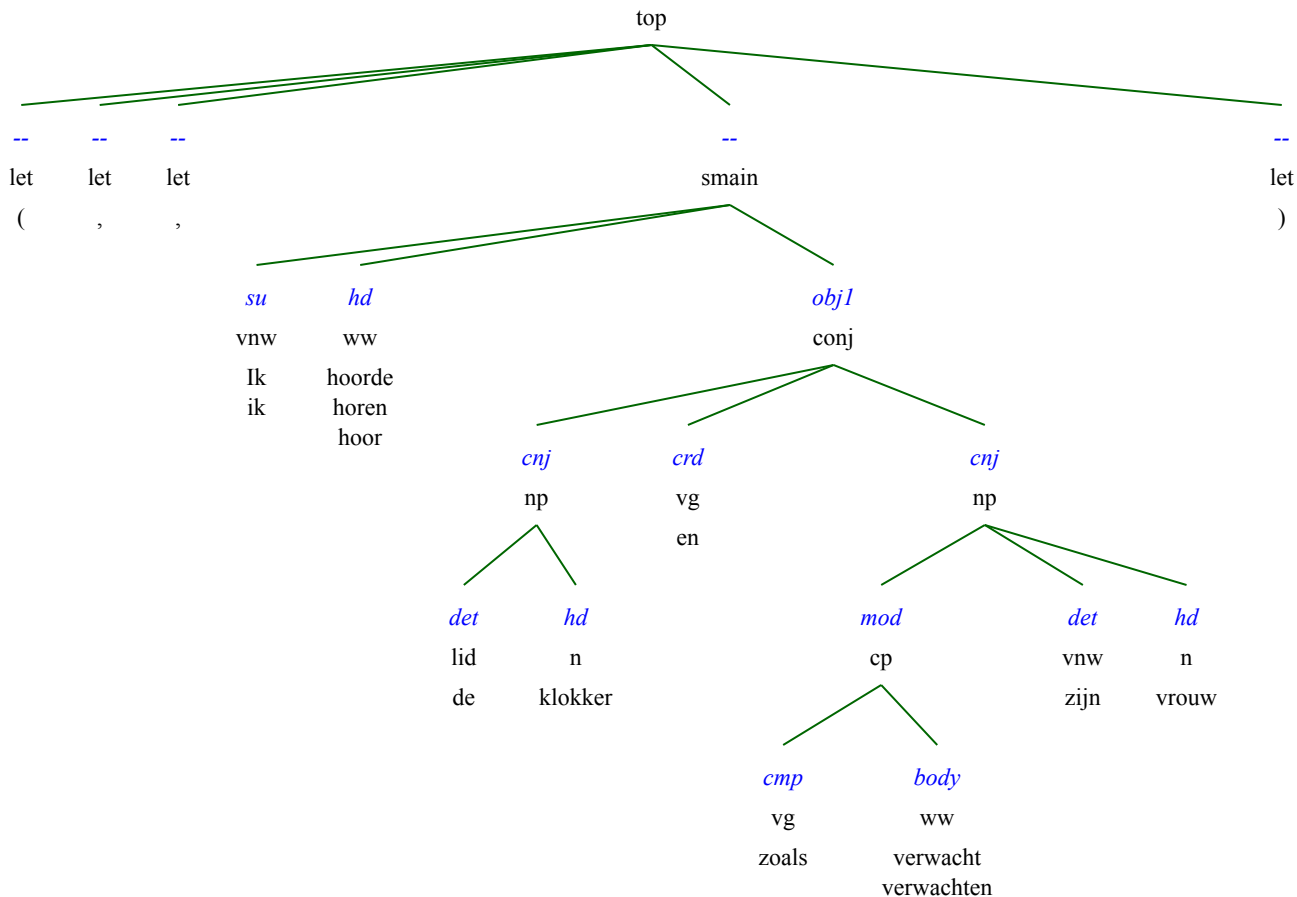 top
-- -- -- -- --
let let let smain let
( , , )
su hd obj1
vnw ww conj
Ik hoorde
ik horen
hoor
cnj crd cnj
np vg np
en
det hd mod det hd
lid n cp vnw n
de klokker zijn vrouw
cmp body
vg ww
zoals verwacht
verwachten